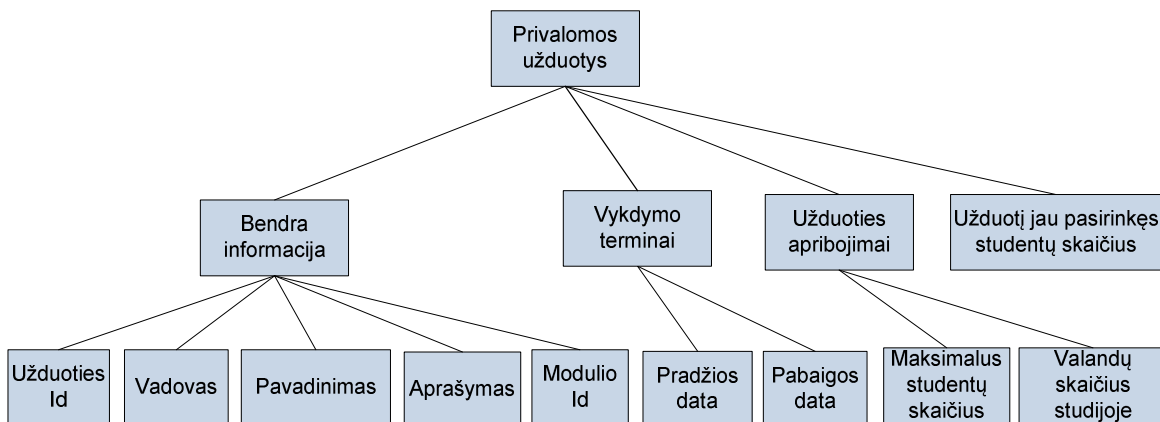 Privalomos
užduotys
Bendra
informacija
Vykdymo
terminai
Užduoties
apribojimai
Užduotį jau pasirinkęs
studentų skaičius
Užduoties
Id
Vadovas
Pavadinimas
Aprašymas
Modulio
Id
Pradžios
data
Pabaigos
data
Maksimalus
studentų
skaičius
Valandų
skaičius
studijoje